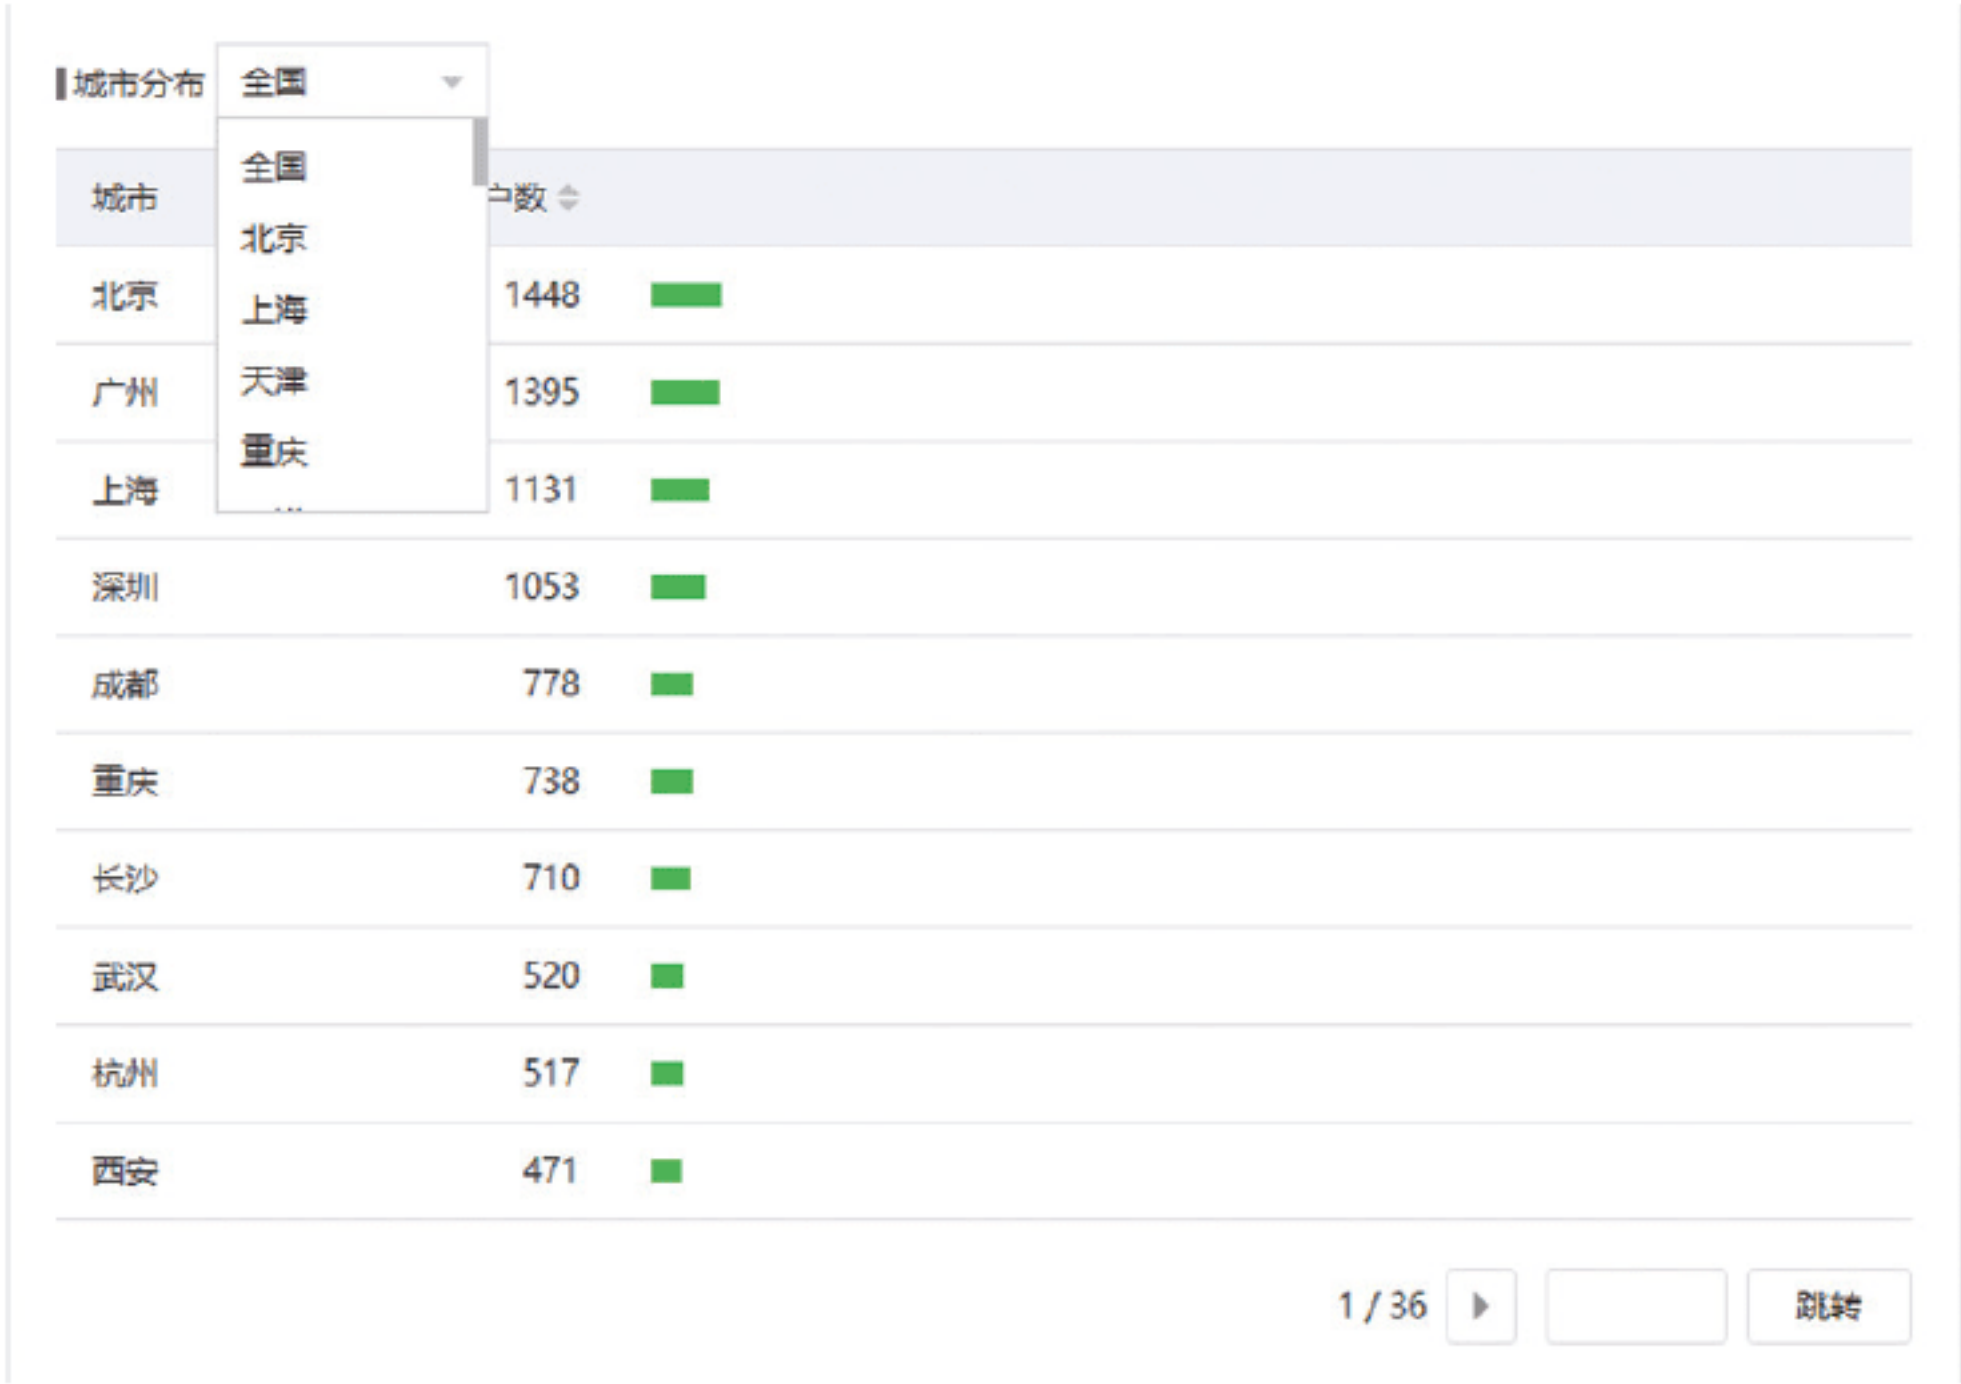 城市分布 全国
全国
北京
上海
天津
重庆
城市 户数
北京 1448
广州 1395
上海 1131
深圳 1053
成都 778
重庆 738
长沙 710
武汉 520
杭州 517
西安 471
1 / 36 跳转